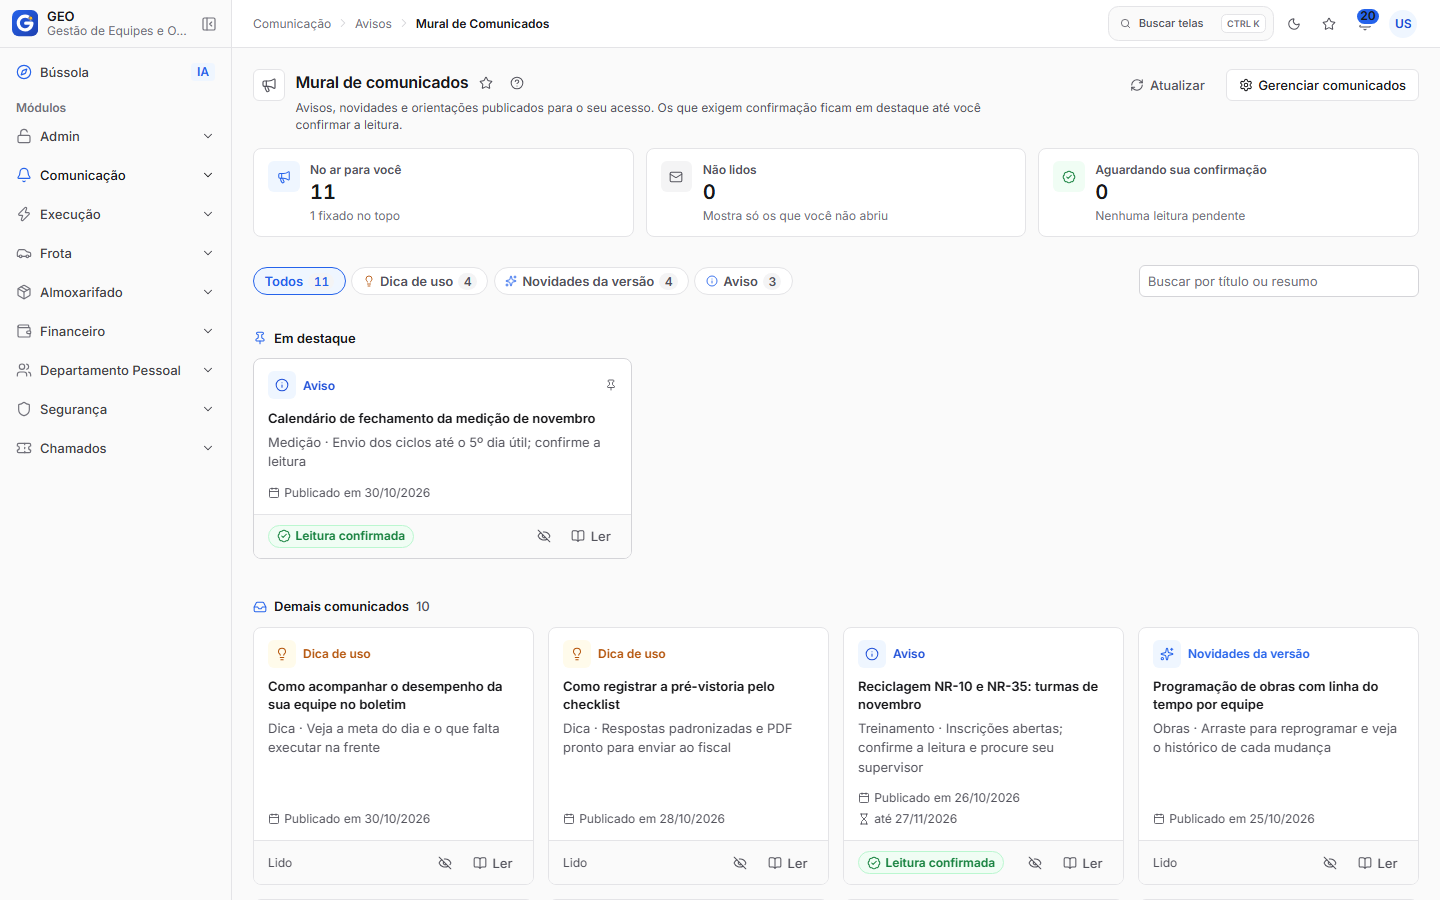 GEO
Gestão de Equipes e O...
Bússola
IA
Módulos
Admin
Comunicação
Execução
Frota
Almoxarifado
Financeiro
Departamento Pessoal
Segurança
Chamados
Comunicação
Avisos
Mural de Comunicados
Buscar telas
CTRL K
20
US
Mural de comunicados
Avisos, novidades e orientações publicados para o seu acesso. Os que exigem confirmação ficam em destaque até você
confirmar a leitura.
Atualizar
Gerenciar comunicados
No ar para você
11
1 fixado no topo
Não lidos
0
Mostra só os que você não abriu
Aguardando sua confirmação
0
Nenhuma leitura pendente
Todos 11
Dica de uso 4
Novidades da versão 4
Aviso 3
Buscar por título ou resumo
Em destaque
Aviso
Calendário de fechamento da medição de novembro
Medição · Envio dos ciclos até o 5º dia útil; confirme a
leitura
Publicado em 30/10/2026
Leitura confirmada
Ler
Demais comunicados 10
Dica de uso
Como acompanhar o desempenho da
sua equipe no boletim
Dica · Veja a meta do dia e o que falta
executar na frente
Publicado em 30/10/2026
Lido
Ler
Dica de uso
Como registrar a pré-vistoria pelo
checklist
Dica · Respostas padronizadas e PDF
pronto para enviar ao fiscal
Publicado em 28/10/2026
Lido
Ler
Aviso
Reciclagem NR-10 e NR-35: turmas de
novembro
Treinamento · Inscrições abertas;
confirme a leitura e procure seu
supervisor
Publicado em 26/10/2026
até 27/11/2026
Leitura confirmada
Ler
Novidades da versão
Programação de obras com linha do
tempo por equipe
Obras · Arraste para reprogramar e veja
o histórico de cada mudança
Publicado em 25/10/2026
Lido
Ler